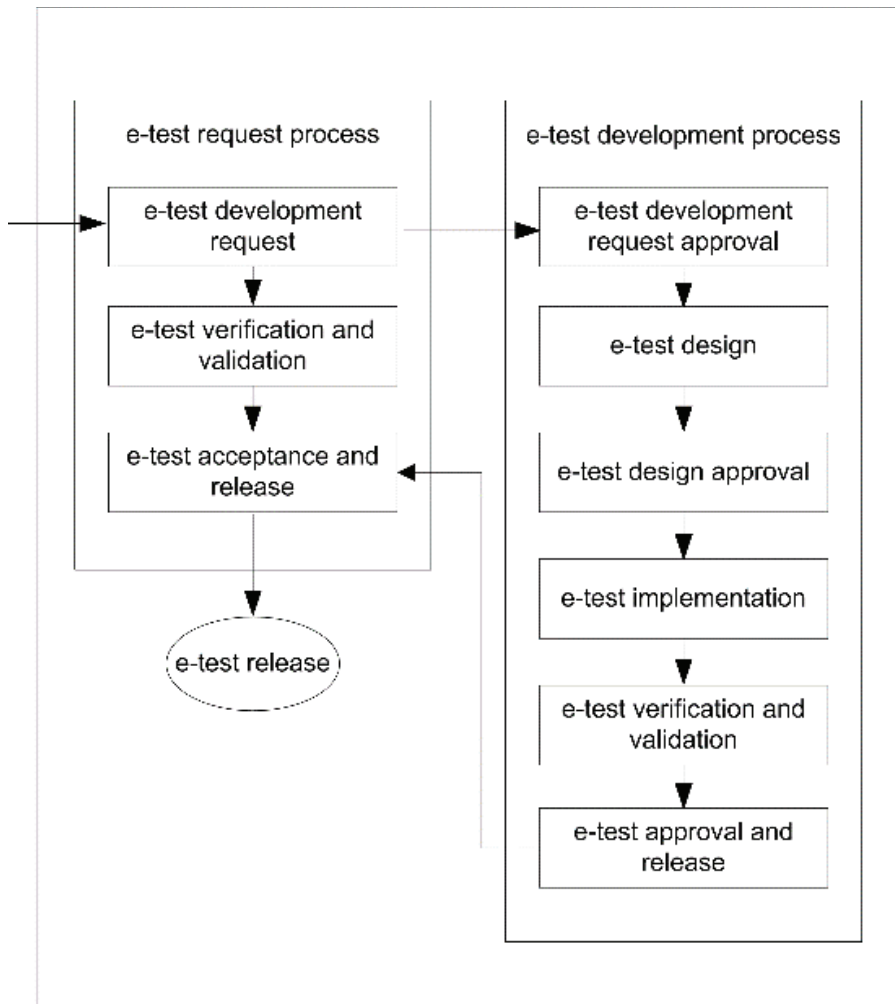 e-test request process
e-test development
request
e-test verification and
validation
e-test acceptance and
release
e-test release
e-test development process
e-test development
request approval
e-test design
e-test design approval
e-test implementation
e-test verification and
validation
e-test approval and
release